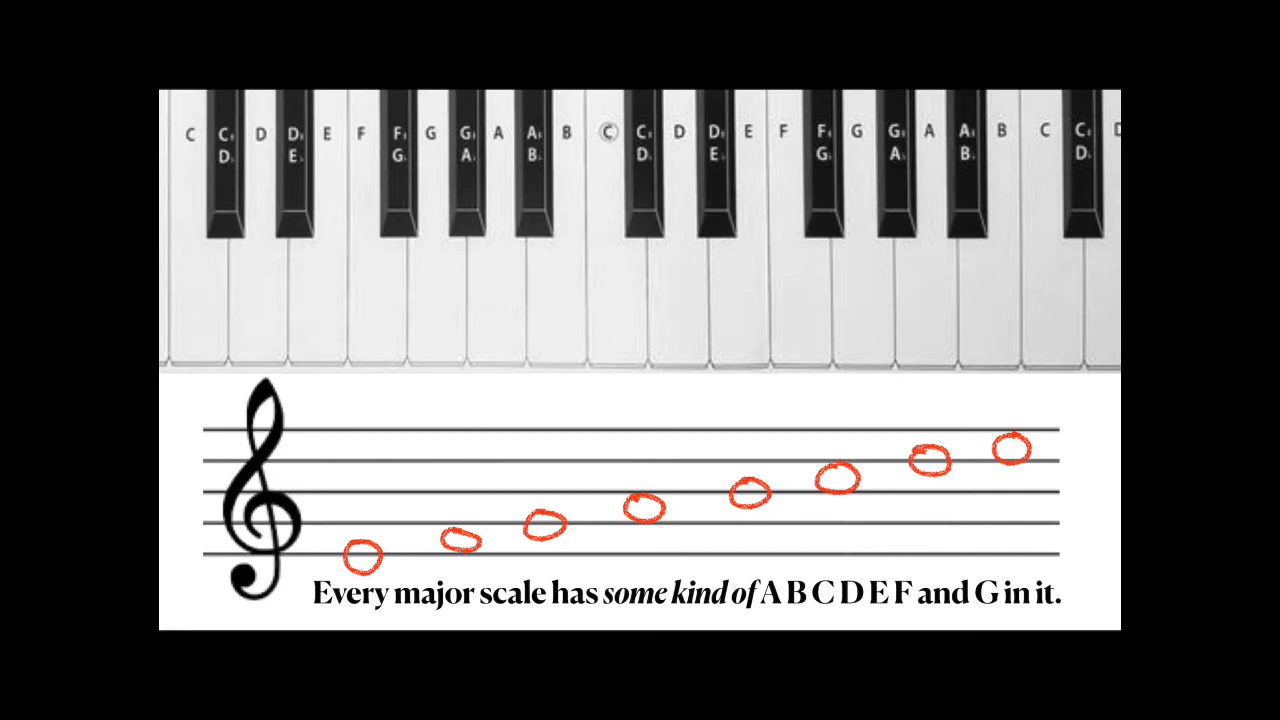 C C♯ D D♯ E F F♯ G G♯ A A♯ B C C♯ D D♯ E F F♯ G G♯ A A♯ B C C♯ D
D♭ E♭ G♭ A♭ B♭ D♭ E♭ G♭ A♭ B♭ D♭
Every major scale has some kind of A B C D E F and G in it.